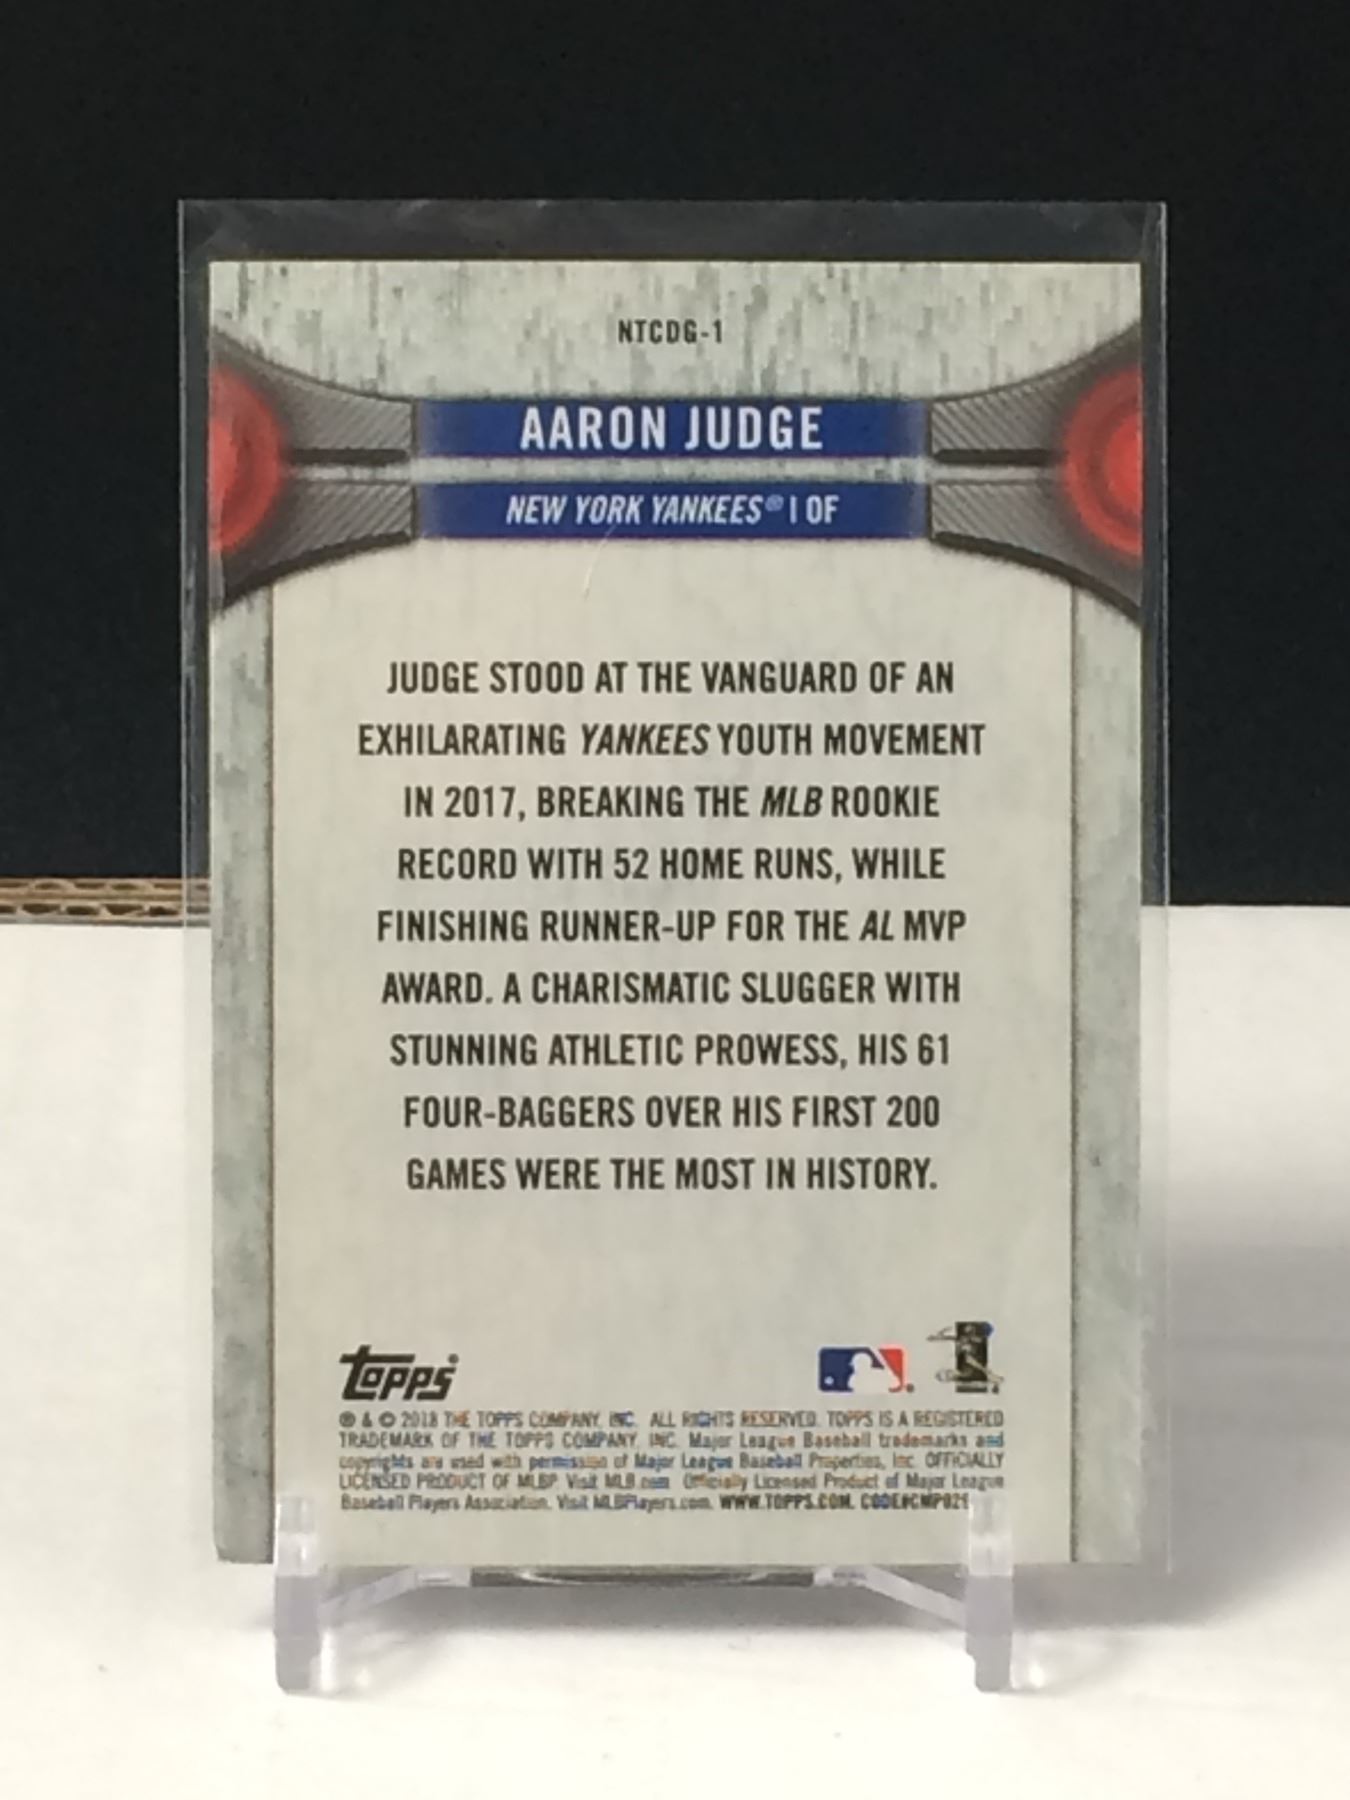 NTCDG-1
AARON JUDGE
NEW YORK YANKEES® | OF
JUDGE STOOD AT THE VANGUARD OF AN
EXHILARATING YANKEES YOUTH MOVEMENT
IN 2017, BREAKING THE MLB ROOKIE
RECORD WITH 52 HOME RUNS, WHILE
FINISHING RUNNER-UP FOR THE AL MVP
AWARD. A CHARISMATIC SLUGGER WITH
STUNNING ATHLETIC PROWESS, HIS 61
FOUR-BAGGERS OVER HIS FIRST 200
GAMES WERE THE MOST IN HISTORY.
topps
® & © 2018 THE TOPPS COMPANY, INC. ALL RIGHTS RESERVED. TOPPS IS A REGISTERED
TRADEMARK OF THE TOPPS COMPANY, INC. Major League Baseball trademarks and
copyrights are used with permission of Major League Baseball Properties, Inc. OFFICIALLY
LICENSED PRODUCT OF MLBP. Visit MLB.com. Officially Licensed Product of Major League
Baseball Players Association. Visit MLBPlayers.com. WWW.TOPPS.COM.